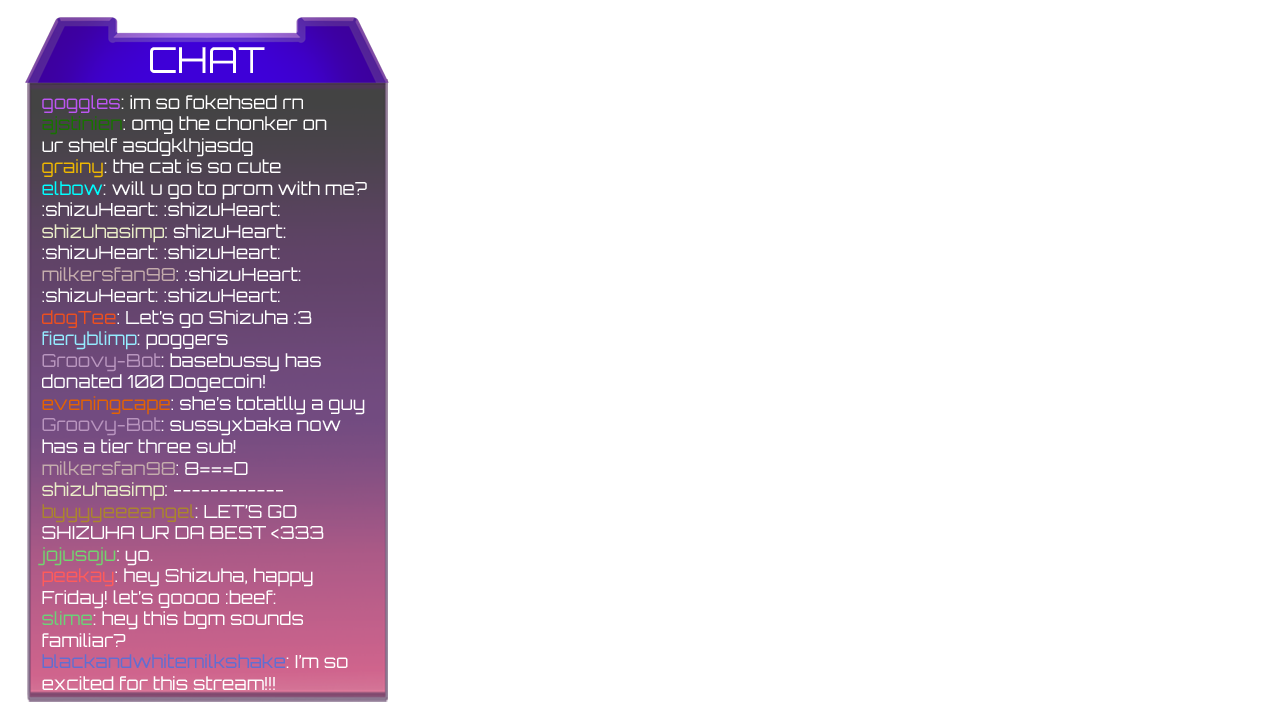 CHAT
goggles: im so fokehsed rn
ajstinien: omg the chonker on
ur shelf asdgklhjasdg
grainy: the cat is so cute
elbow: will u go to prom with me?
:shizuHeart: :shizuHeart:
shizuhasimp: shizuHeart:
:shizuHeart: :shizuHeart:
milkersfan98: :shizuHeart:
:shizuHeart: :shizuHeart:
dogTee: Let's go Shizuha :3
fieryblimp: poggers
Groovy-Bot: basebussy has
donated 100 Dogecoin!
eveningcape: she's totatlly a guy
Groovy-Bot: sussyxbaka now
has a tier three sub!
milkersfan98: 8===D
shizuhasimp: ------------
byyyyeeeangel: LET'S GO
SHIZUHA UR DA BEST <333
jojusoju: yo.
peekay: hey Shizuha, happy
Friday! let's goooo :beef:
slime: hey this bgm sounds
familiar?
blackandwhitemilkshake: I'm so
excited for this stream!!!